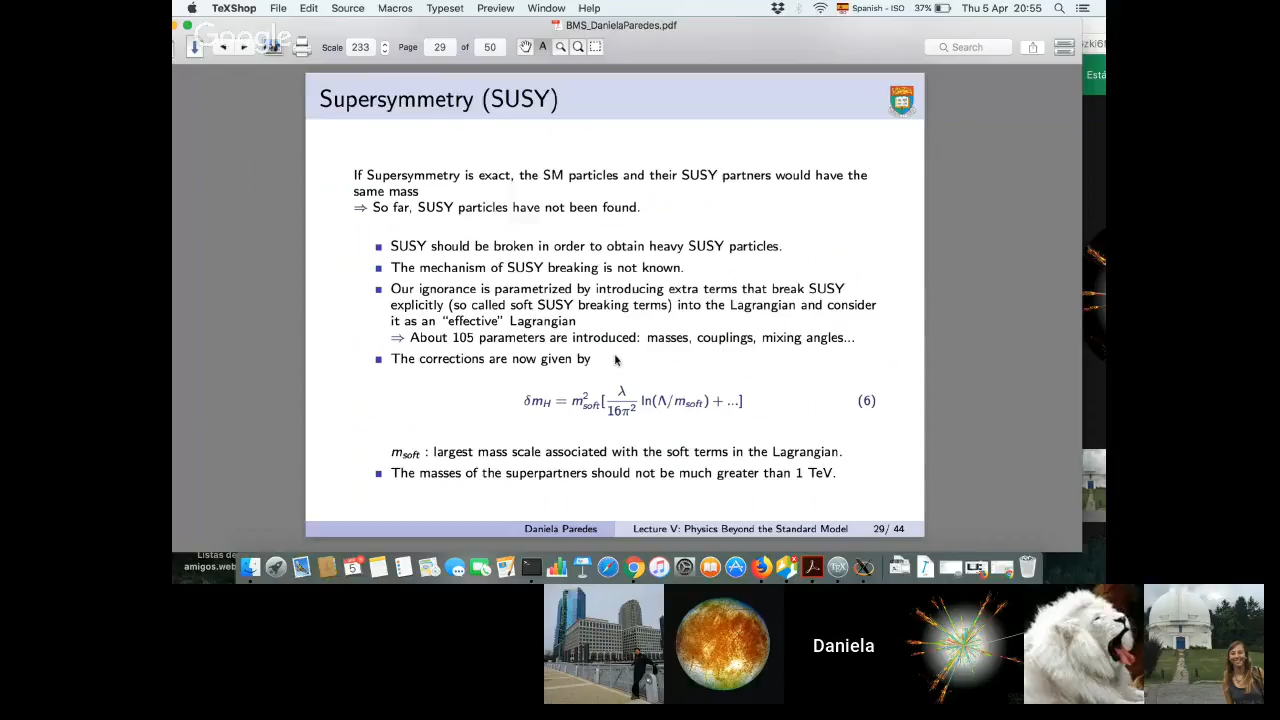 TeXShop File Edit Source Macros Typeset Preview Window Help Spanish - ISO 37% Thu 5 Apr 20:55
BMS_DanielaParedes.pdf
Google
Scale 233 Page 29 of 50 Search
Está
Supersymmetry (SUSY)
If Supersymmetry is exact, the SM particles and their SUSY partners would have the
same mass
⇒ So far, SUSY particles have not been found.
SUSY should be broken in order to obtain heavy SUSY particles.
The mechanism of SUSY breaking is not known.
Our ignorance is parametrized by introducing extra terms that break SUSY
explicitly (so called soft SUSY breaking terms) into the Lagrangian and consider
it as an “effective” Lagrangian
⇒ About 105 parameters are introduced: masses, couplings, mixing angles...
The corrections are now given by
δm_H = m²_soft[λ/16π² ln(Λ/m_soft) + ...] (6)
m_soft : largest mass scale associated with the soft terms in the Lagrangian.
The masses of the superpartners should not be much greater than 1 TeV.
Daniela Paredes Lecture V: Physics Beyond the Standard Model 29/ 44
Listas de
amigos.web
Daniela